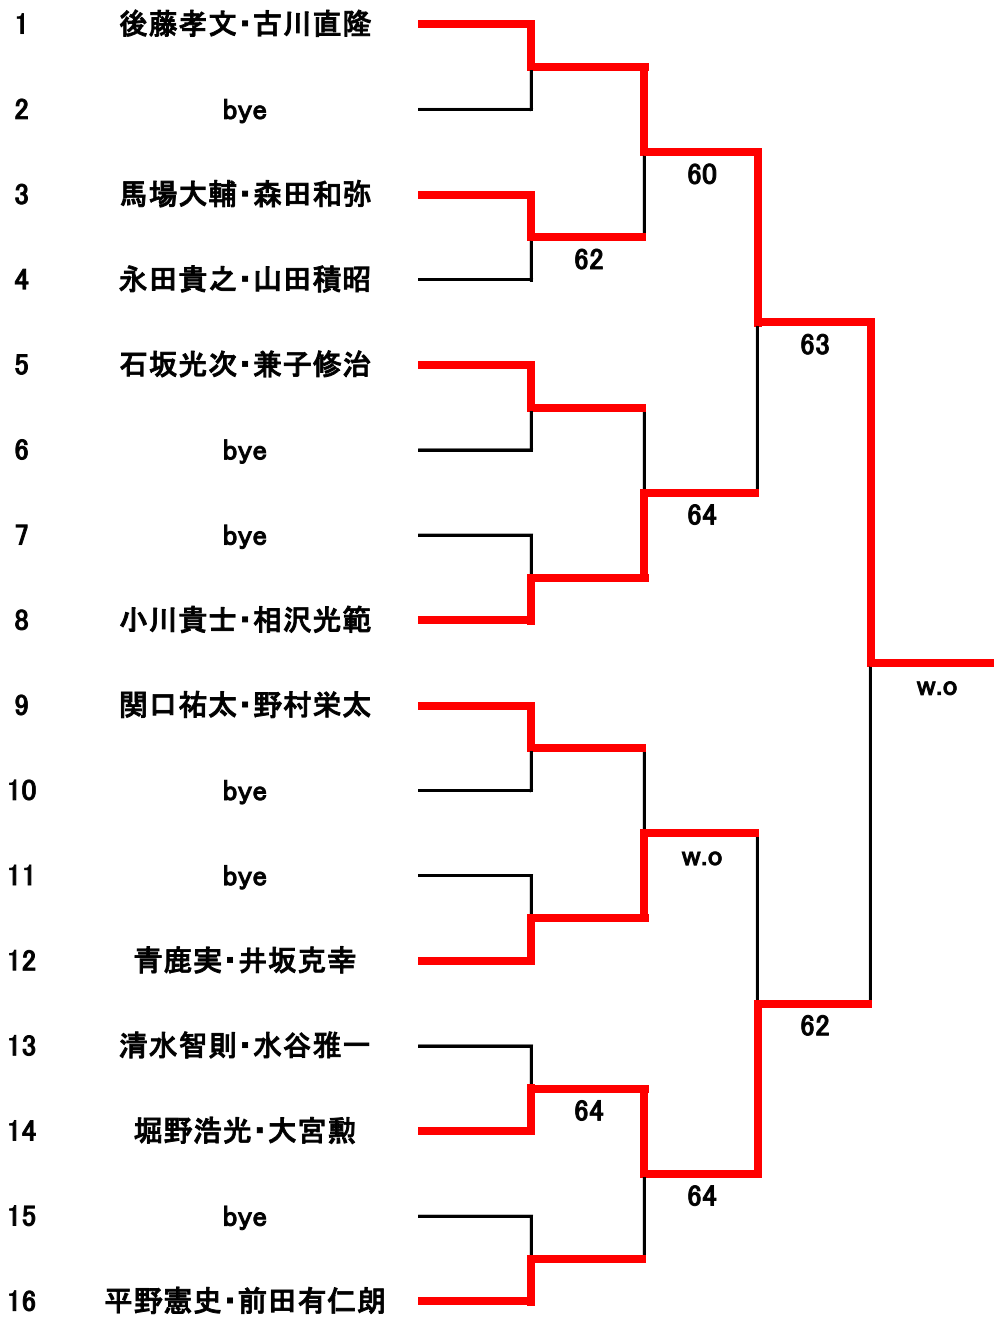 1 後藤孝文・古川直隆
2 bye
60
3 馬場大輔・森田和弥
62
4 永田貴之・山田積昭
63
5 石坂光次・兼子修治
6 bye
64
7 bye
8 小川貴士・相沢光範
w.o
9 関口祐太・野村栄太
10 bye
w.o
11 bye
12 青鹿実・井坂克幸
62
13 清水智則・水谷雅一
64
14 堀野浩光・大宮勲
64
15 bye
16 平野憲史・前田有仁朗